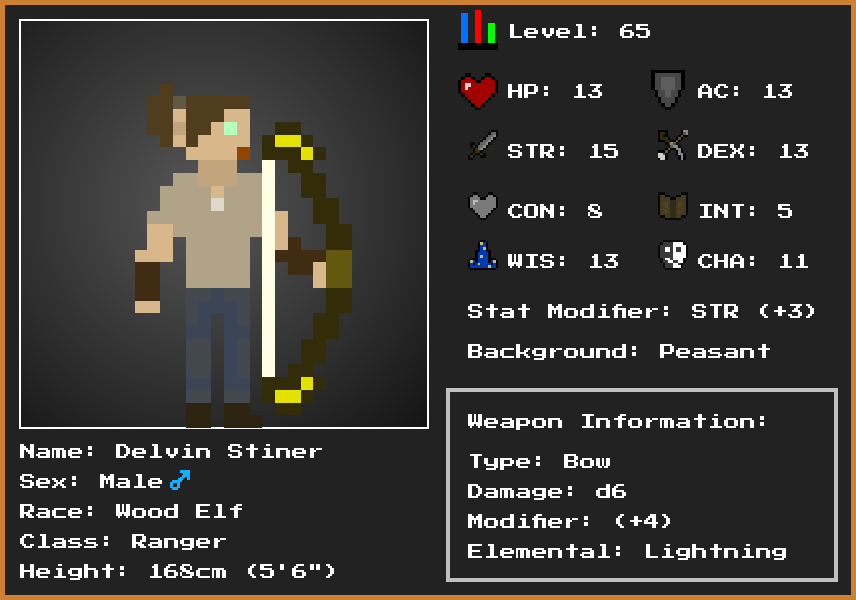 Level: 65
HP: 13 AC: 13
STR: 15 DEX: 13
CON: 8 INT: 5
WIS: 13 CHA: 11
Stat Modifier: STR (+3)
Background: Peasant
Weapon Information:
Type: Bow
Damage: d6
Modifier: (+4)
Elemental: Lightning
Name: Delvin Stiner
Sex: Male ♂
Race: Wood Elf
Class: Ranger
Height: 168cm (5'6")